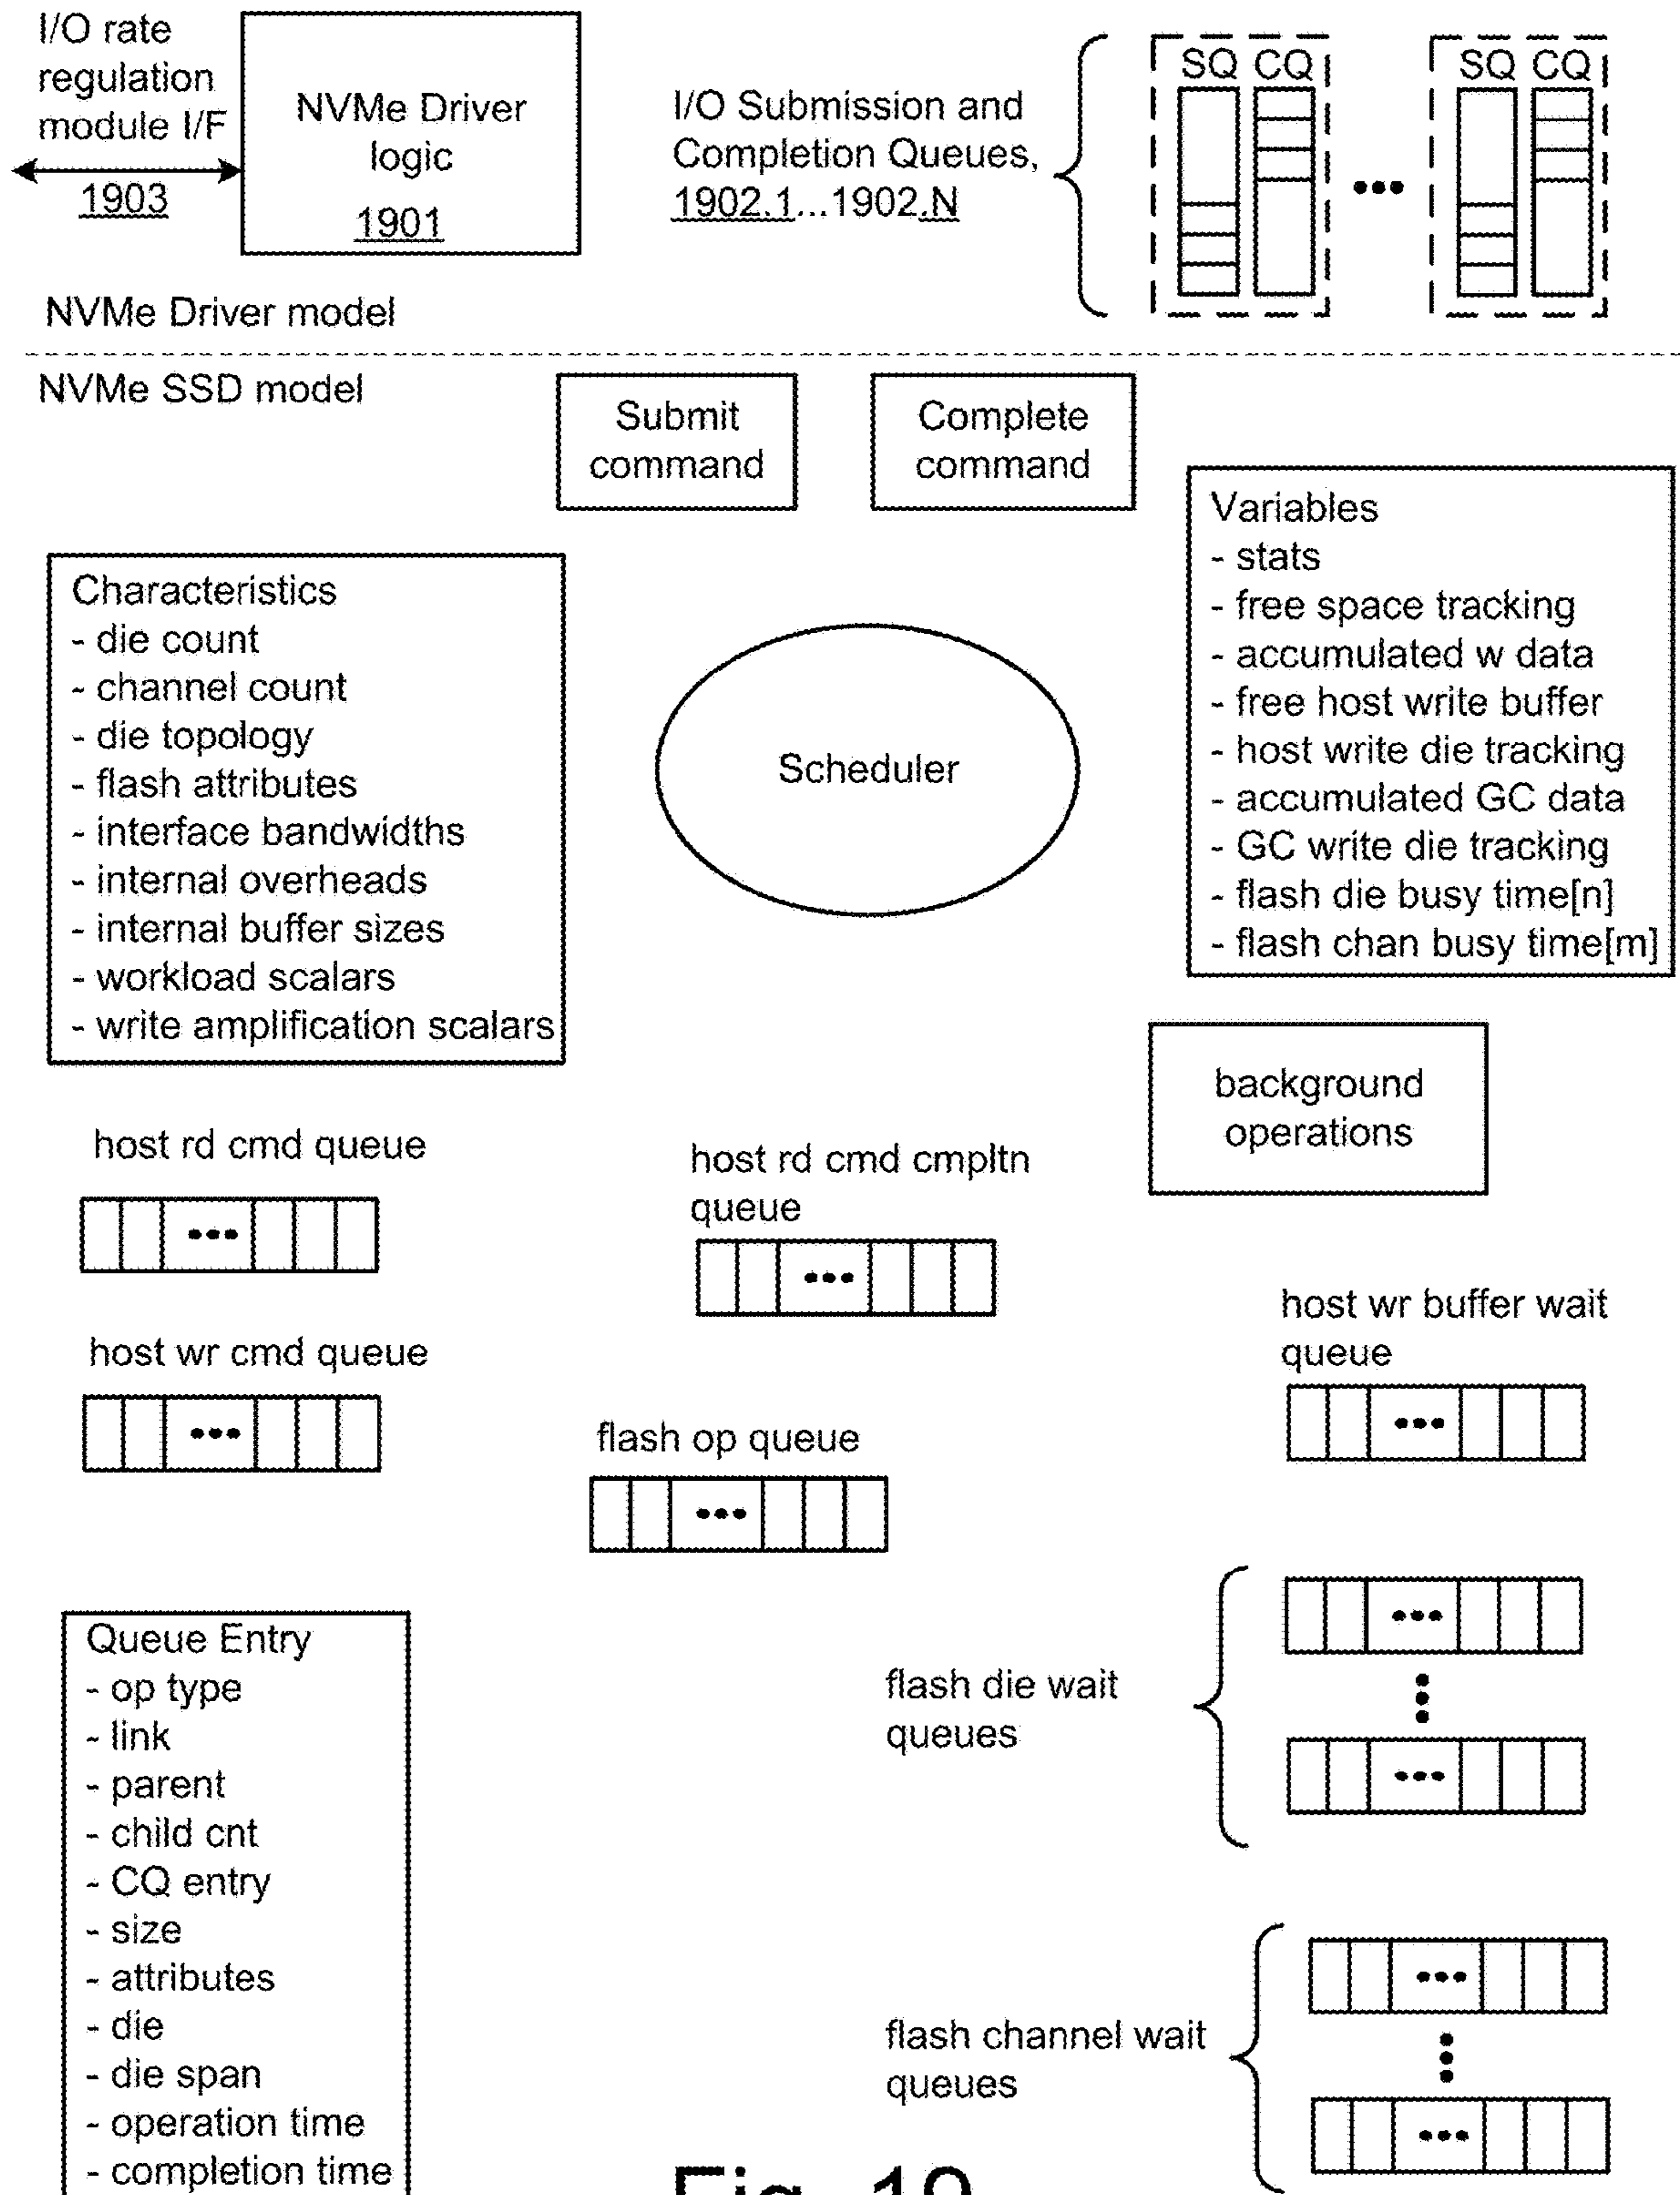 I/O rate
regulation
module I/F
1903
NVMe Driver
logic
1901
I/O Submission and
Completion Queues,
1902.1...1902.N
SQ CQ
SQ CQ
NVMe Driver model
NVMe SSD model
Submit
command
Complete
command
Characteristics
- die count
- channel count
- die topology
- flash attributes
- interface bandwidths
- internal overheads
- internal buffer sizes
- workload scalars
- write amplification scalars
Scheduler
Variables
- stats
- free space tracking
- accumulated w data
- free host write buffer
- host write die tracking
- accumulated GC data
- GC write die tracking
- flash die busy time[n]
- flash chan busy time[m]
background
operations
host rd cmd queue
host rd cmd cmpltn
queue
host wr cmd queue
host wr buffer wait
queue
flash op queue
Queue Entry
- op type
- link
- parent
- child cnt
- CQ entry
- size
- attributes
- die
- die span
- operation time
- completion time
flash die wait
queues
flash channel wait
queues
Fig. 19